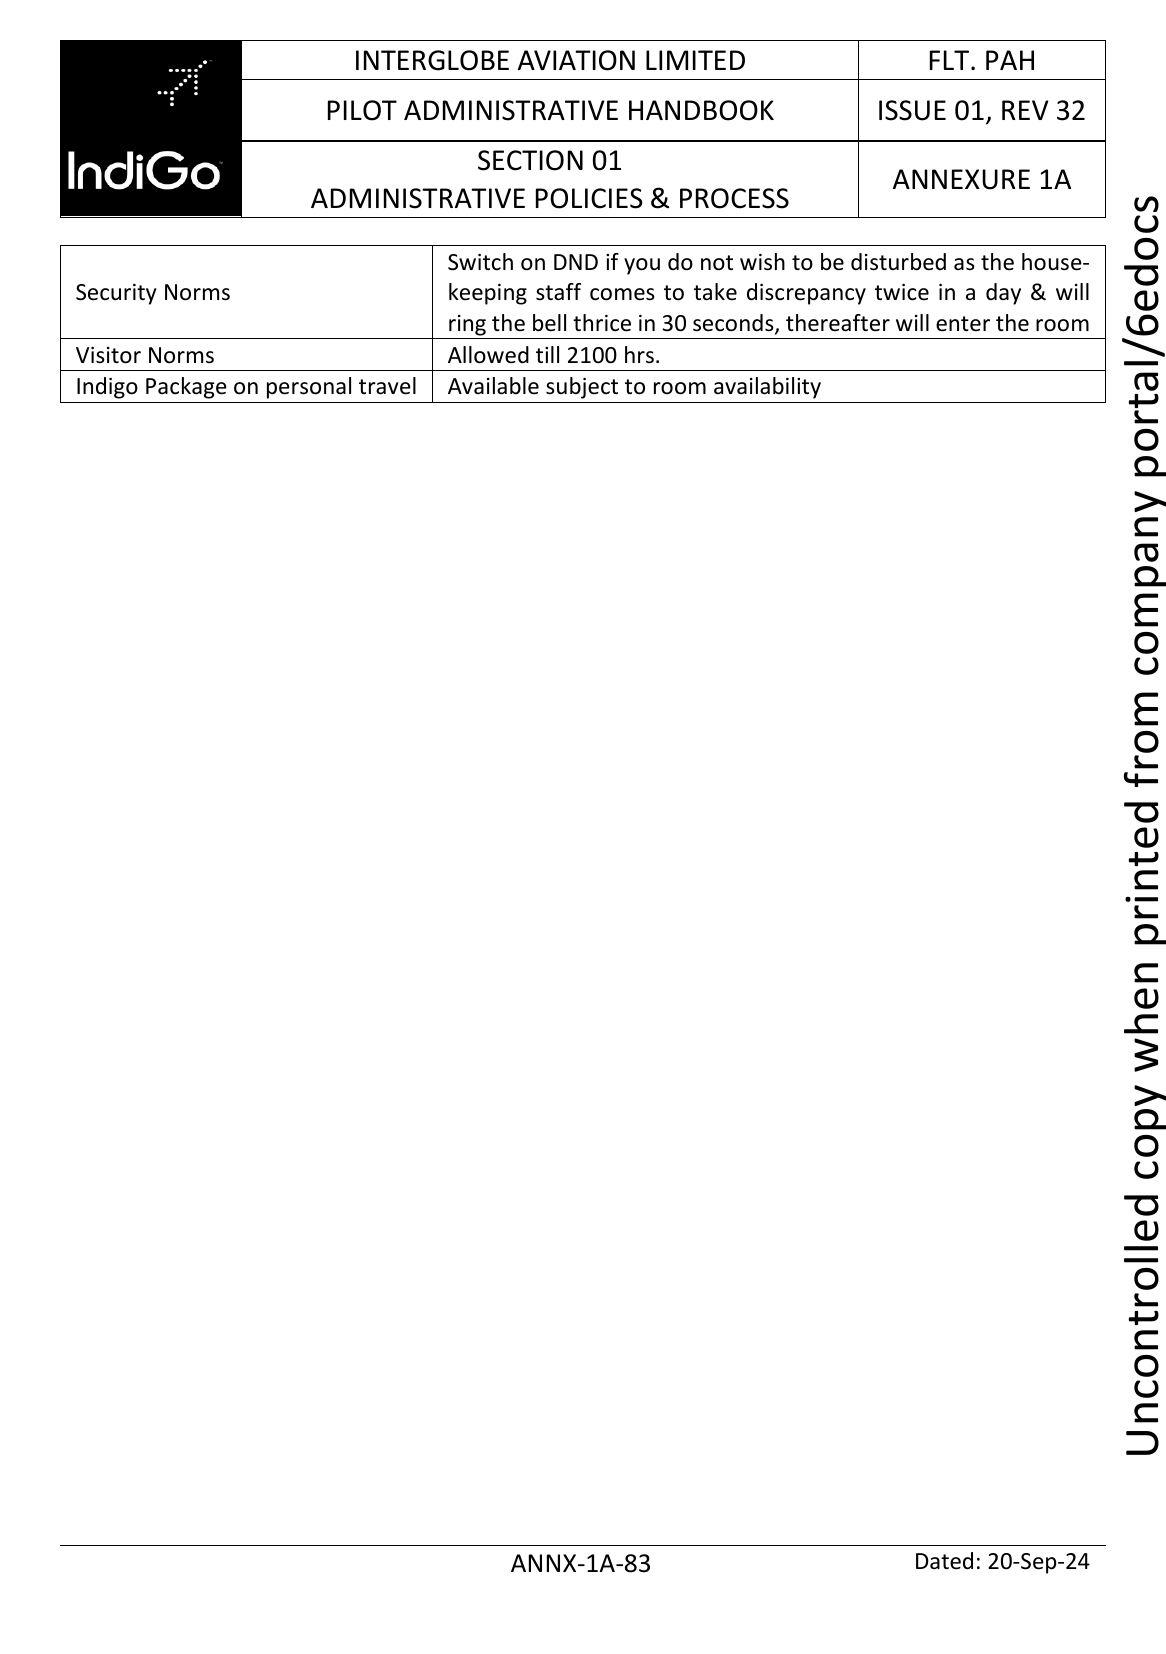 INTERGLOBE AVIATION LIMITED
FLT. PAH
PILOT ADMINISTRATIVE HANDBOOK
ISSUE 01, REV 32
IndiGo
SECTION 01
ADMINISTRATIVE POLICIES & PROCESS
ANNEXURE 1A
Security Norms
Switch on DND if you do not wish to be disturbed as the house-
keeping staff comes to take discrepancy twice in a day & will
ring the bell thrice in 30 seconds, thereafter will enter the room
Visitor Norms
Allowed till 2100 hrs.
Indigo Package on personal travel
Available subject to room availability
Uncontrolled copy when printed from company portal/6edocs
ANNX-1A-83
Dated: 20-Sep-24